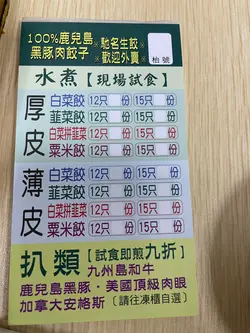 100%鹿兒島 馳名生餃
黑豚肉餃子 歡迎外賣
枱號
水煮【現場試食】
厚皮
白菜餃 12只 份 15只 份
韮菜餃 12只 份 15只 份
白菜拼韮菜 12只 份 15只 份
粟米餃 12只 份 15只 份
薄皮
白菜餃 12只 份 15只 份
韮菜餃 12只 份 15只 份
白菜拼韮菜 12只 份 15只 份
粟米餃 12只 份 15只 份
扒類【試食即煎九折】
九州島和牛
鹿兒島黑豚・美國頂級肉眼
加拿大安格斯〔請往凍櫃自選〕